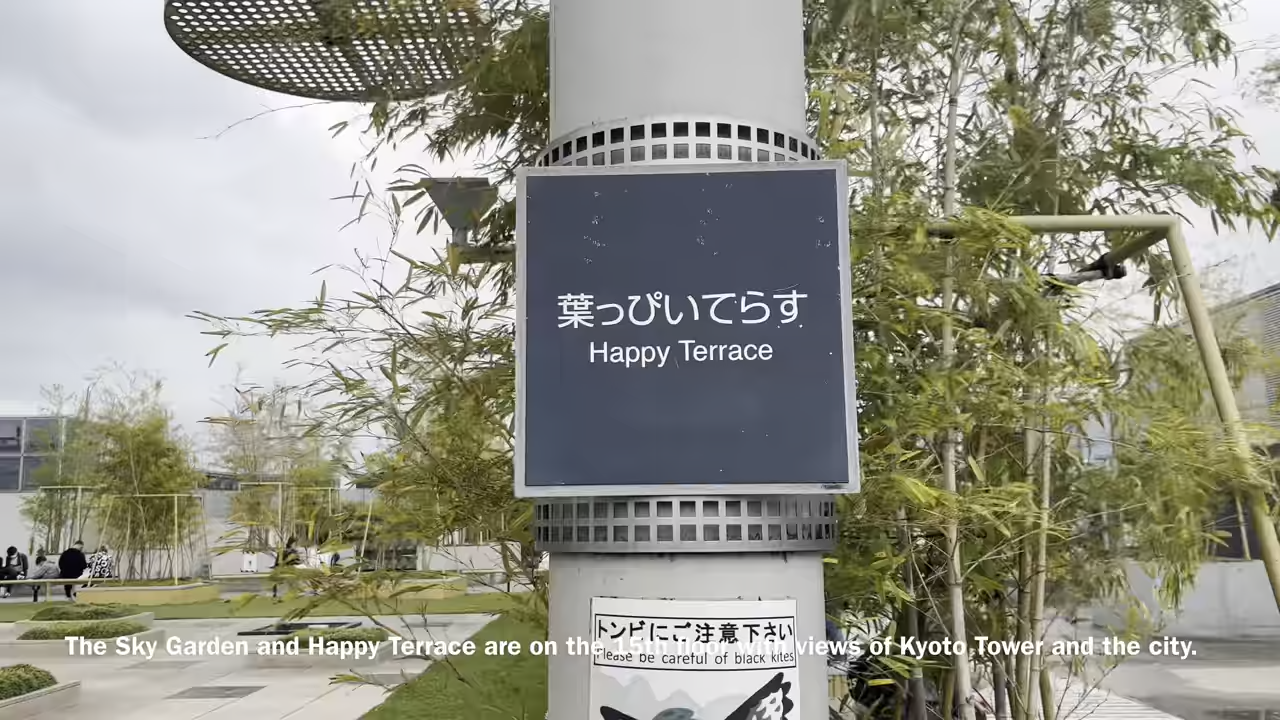 葉っぴいてらす
Happy Terrace
トンビにご注意下さい
Please be careful of black kites
The Sky Garden and Happy Terrace are on the 15th floor with views of Kyoto Tower and the city.